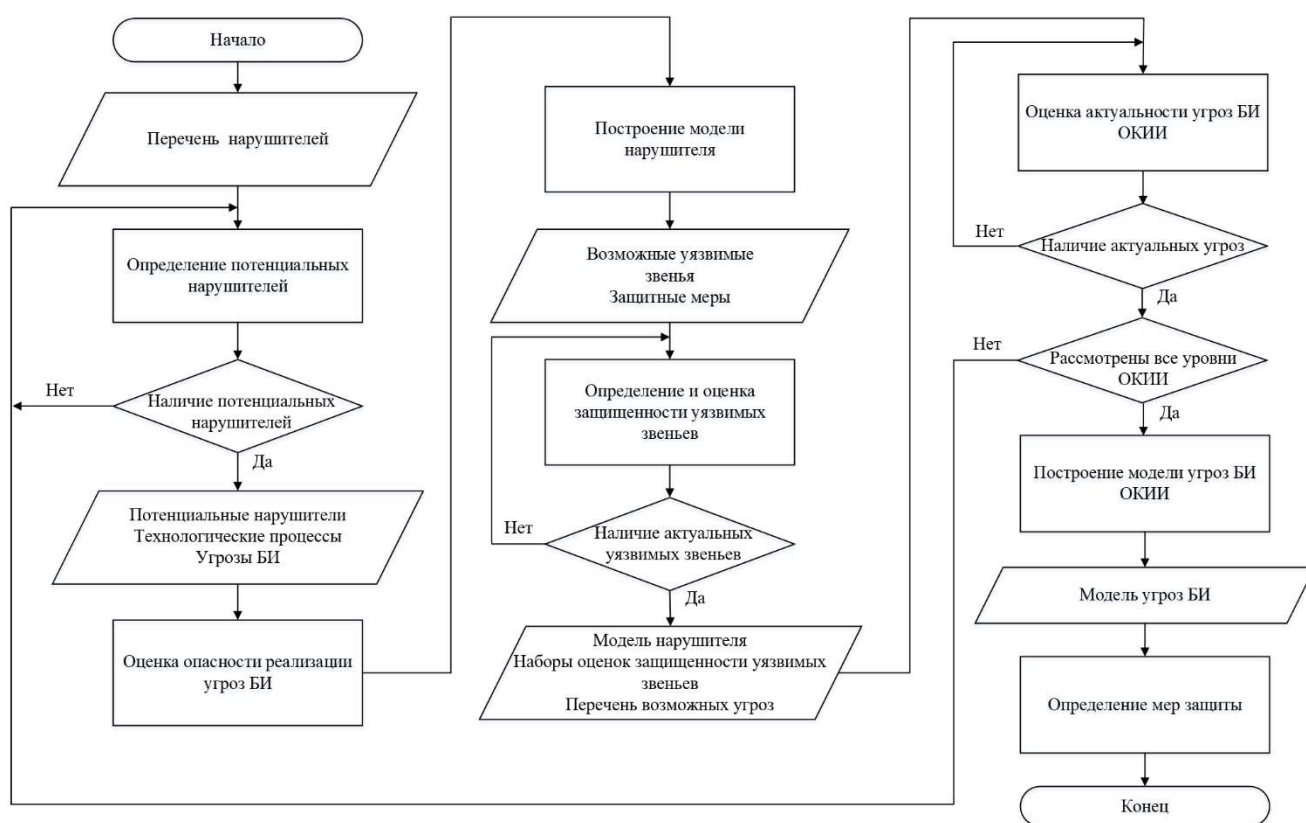 Начало
Перечень нарушителей
Определение потенциальных
нарушителей
Нет
Наличие потенциальных
нарушителей
Да
Потенциальные нарушители
Технологические процессы
Угрозы БИ
Оценка опасности реализации
угроз БИ
Построение модели
нарушителя
Возможные уязвимые
звенья
Защитные меры
Определение и оценка
защищенности уязвимых
звеньев
Нет
Наличие актуальных
уязвимых звеньев
Да
Модель нарушителя
Наборы оценок защищенности уязвимых
звеньев
Перечень возможных угроз
Оценка актуальности угроз БИ
ОКИИ
Нет
Наличие актуальных угроз
Да
Нет
Рассмотрены все уровни
ОКИИ
Да
Построение модели угроз БИ
ОКИИ
Модель угроз БИ
Определение мер защиты
Конец